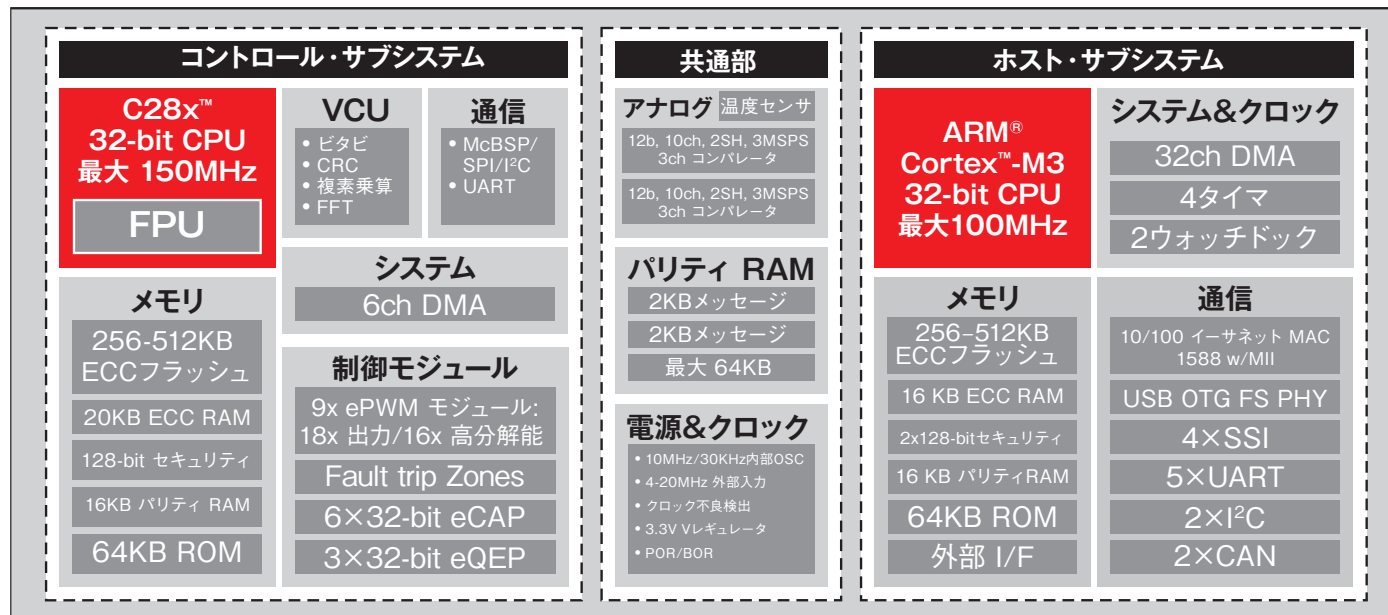 コントロール・サブシステム
C28x™
32-bit CPU
最大 150MHz
FPU
VCU
• ビタビ
• CRC
• 複素乗算
• FFT
通信
• McBSP/
SPI/I²C
• UART
システム
6ch DMA
メモリ
256-512KB
ECCフラッシュ
20KB ECC RAM
128-bit セキュリティ
16KB パリティ RAM
64KB ROM
制御モジュール
9x ePWM モジュール:
18x 出力/16x 高分解能
Fault trip Zones
6×32-bit eCAP
3×32-bit eQEP
共通部
アナログ 温度センサ
12b, 10ch, 2SH, 3MSPS
3ch コンパレータ
12b, 10ch, 2SH, 3MSPS
3ch コンパレータ
パリティ RAM
2KBメッセージ
2KBメッセージ
最大 64KB
電源&クロック
• 10MHz/30KHz内部OSC
• 4-20MHz 外部入力
• クロック不良検出
• 3.3V Vレギュレータ
• POR/BOR
ホスト・サブシステム
ARM®
Cortex™-M3
32-bit CPU
最大100MHz
システム&クロック
32ch DMA
4タイマ
2ウォッチドック
メモリ
256–512KB
ECCフラッシュ
16 KB ECC RAM
2x128-bitセキュリティ
16 KB パリティRAM
64KB ROM
外部 I/F
通信
10/100 イーサネット MAC
1588 w/MII
USB OTG FS PHY
4×SSI
5×UART
2×I²C
2×CAN